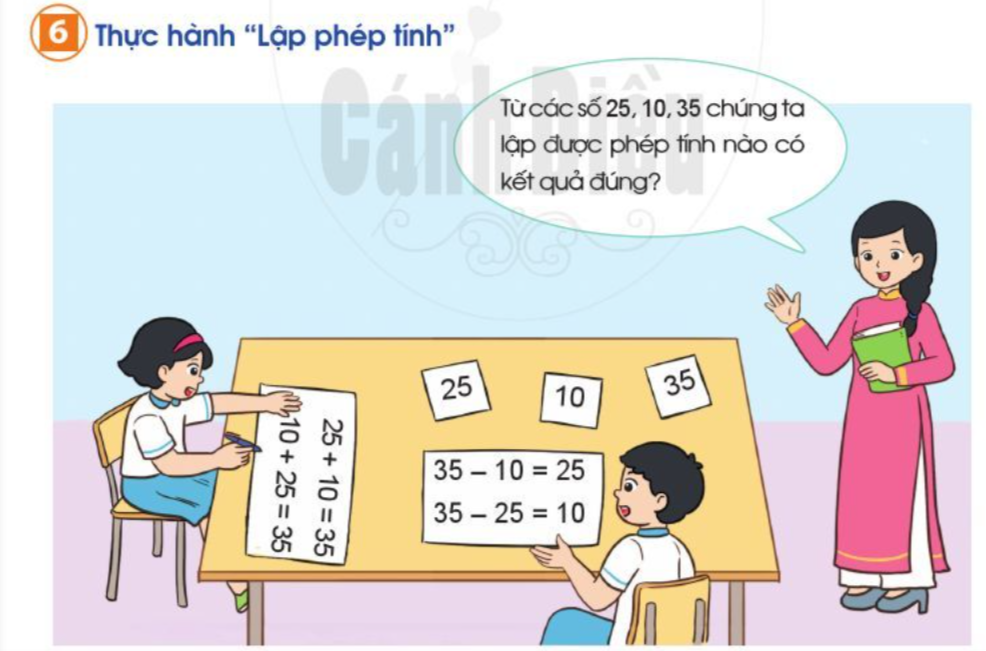 6 Thực hành “Lập phép tính”
Cánh Diều
Từ các số 25, 10, 35 chúng ta
lập được phép tính nào có
kết quả đúng?
25
10
35
25 + 10 = 35
10 + 25 = 35
35 – 10 = 25
35 – 25 = 10